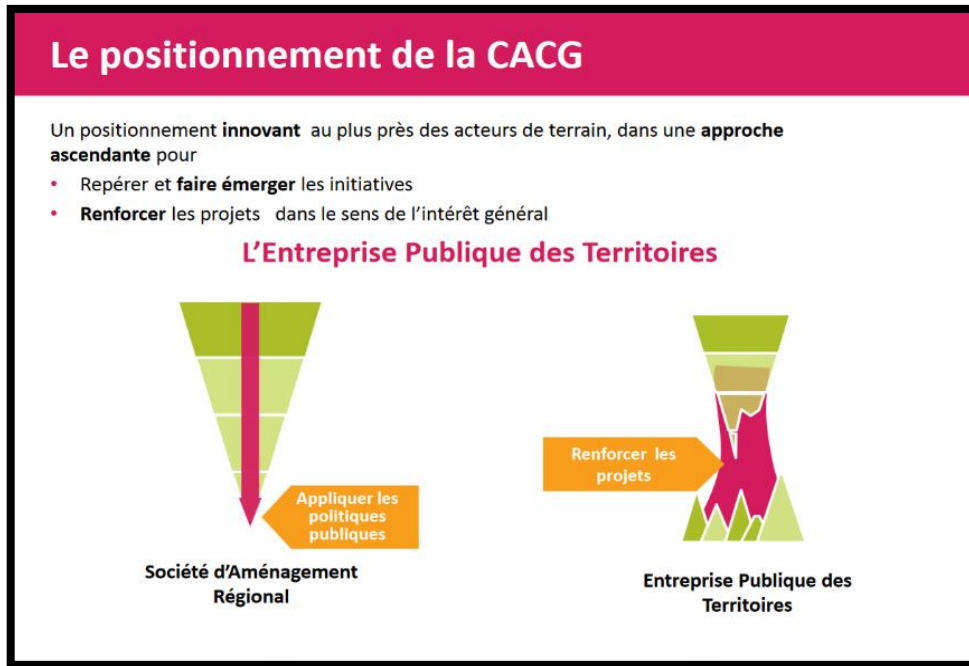 Le positionnement de la CACG
Un positionnement innovant au plus près des acteurs de terrain, dans une approche
ascendante pour
• Repérer et faire émerger les initiatives
• Renforcer les projets dans le sens de l'intérêt général
L'Entreprise Publique des Territoires
Appliquer les
politiques
publiques
Société d'Aménagement
Régional
Renforcer les
projets
Entreprise Publique des
Territoires